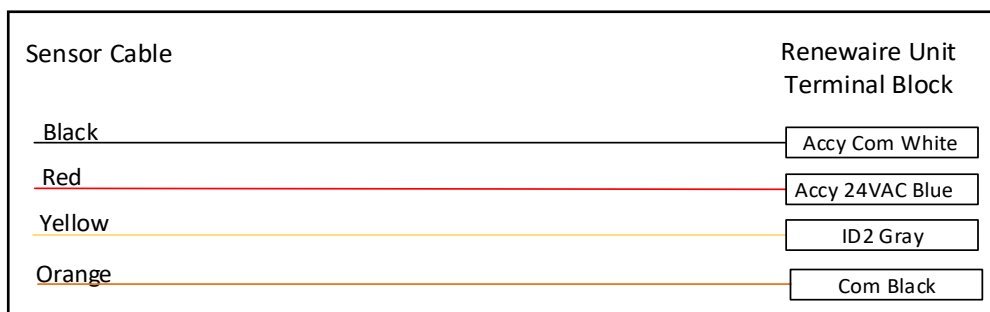 Sensor Cable
Renewaire Unit
Terminal Block
Black
Accy Com White
Red
Accy 24VAC Blue
Yellow
ID2 Gray
Orange
Com Black